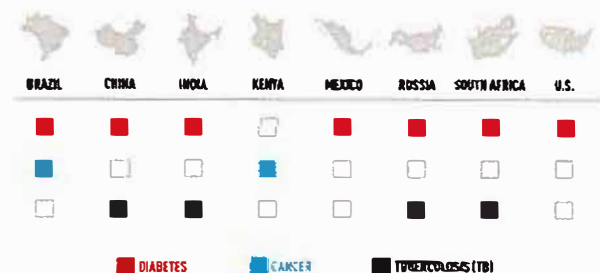 BRAZIL CHINA INDIA KENYA MEXICO RUSSIA SOUTH AFRICA U.S.
DIABETES CANCER TUBERCULOSIS (TB)